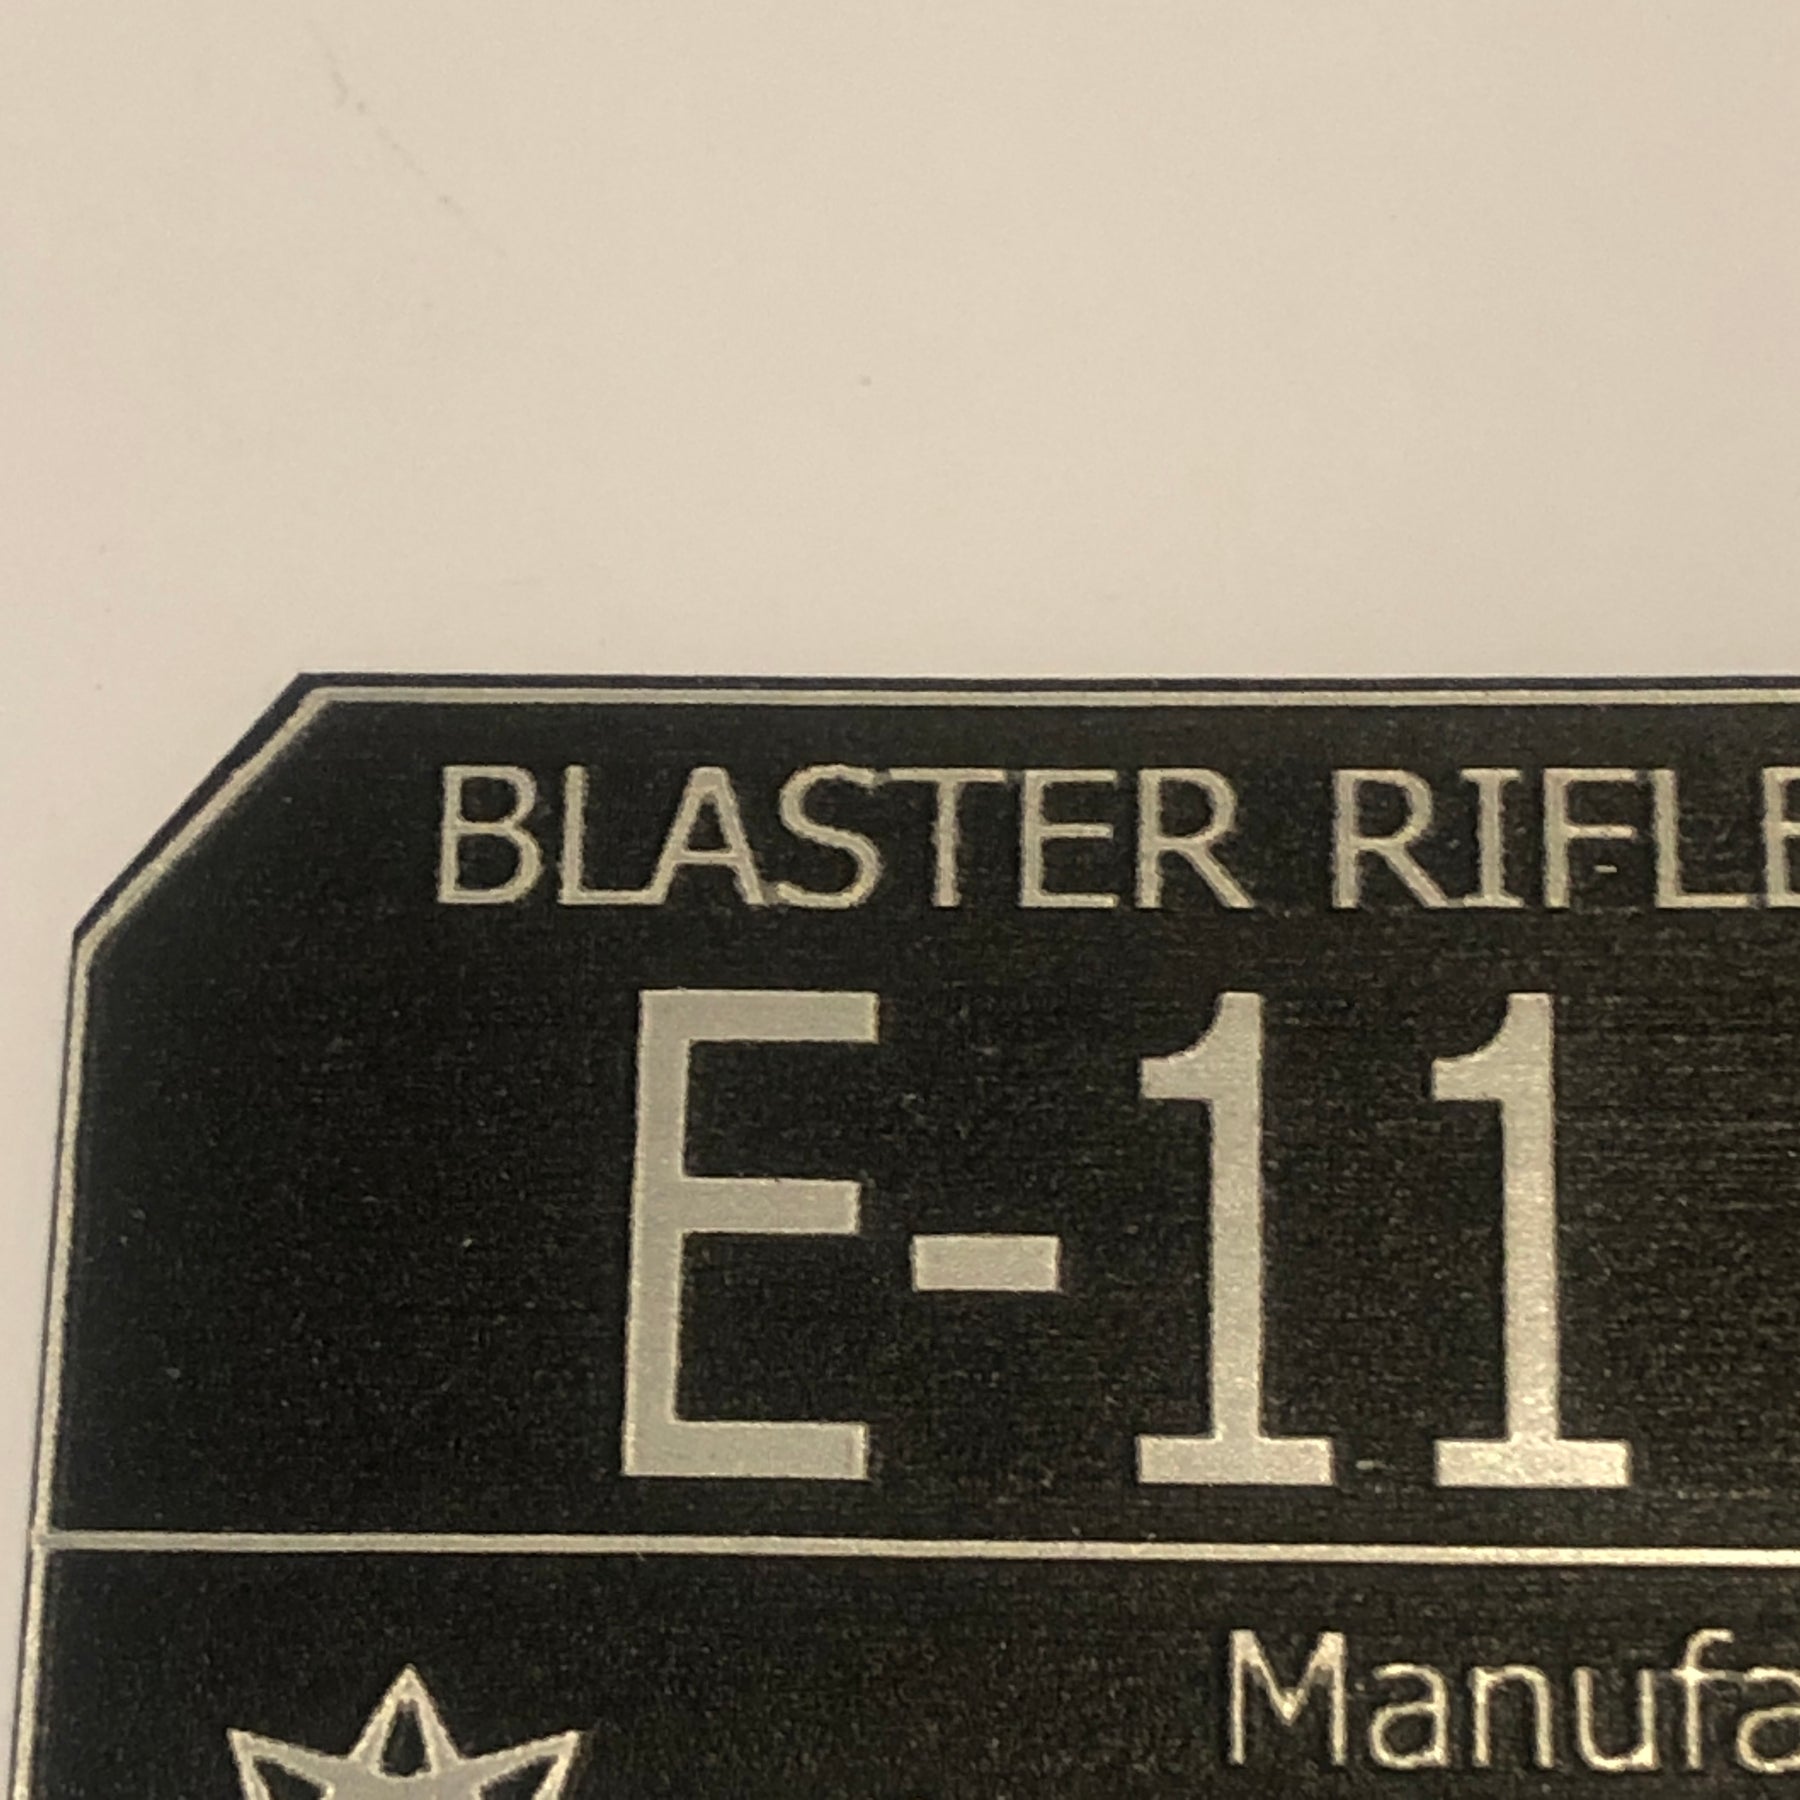 BLASTER RIFLE
E-11
Manufa